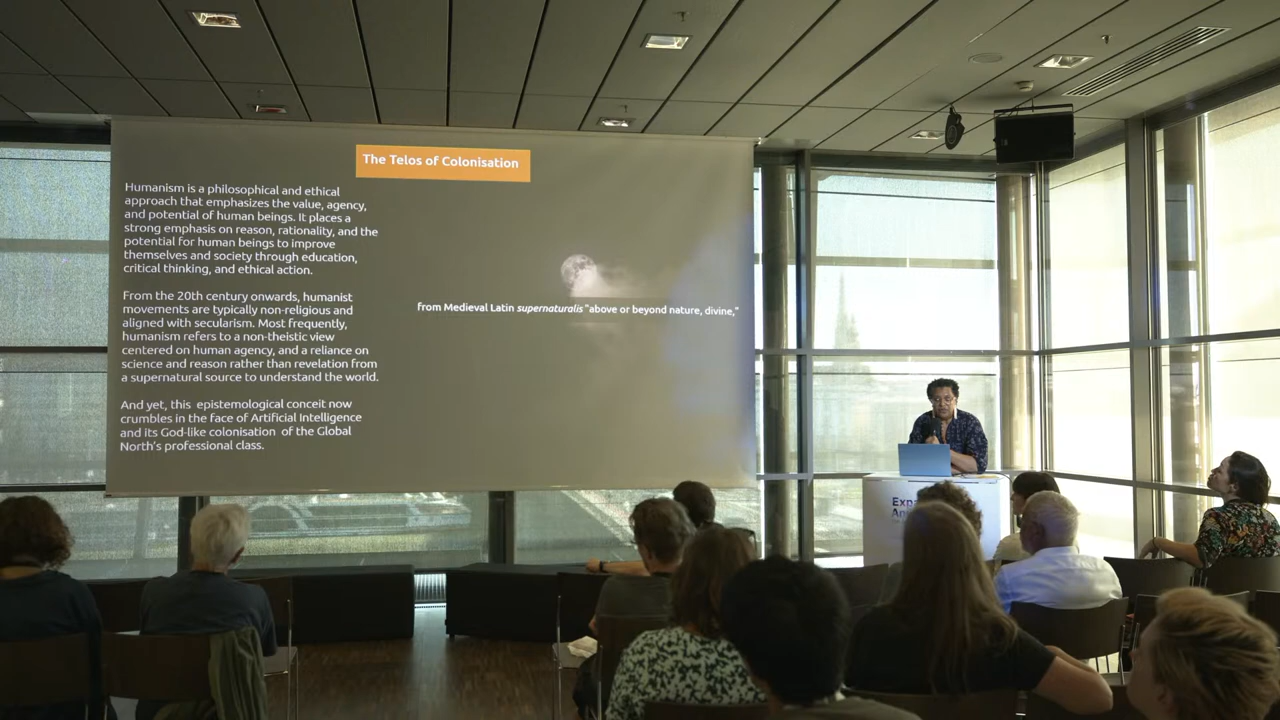 The Telos of Colonisation
Humanism is a philosophical and ethical
approach that emphasizes the value, agency,
and potential of human beings. It places a
strong emphasis on reason, rationality, and the
potential for human beings to improve
themselves and society through education,
critical thinking, and ethical action.
From the 20th century onwards, humanist
movements are typically non-religious and
aligned with secularism. Most frequently,
humanism refers to a non-theistic view
centered on human agency, and a reliance on
science and reason rather than revelation from
a supernatural source to understand the world.
And yet, this epistemological conceit now
crumbles in the face of Artificial Intelligence
and its God-like colonisation of the Global
North's professional class.
from Medieval Latin supernaturalis "above or beyond nature, divine,"